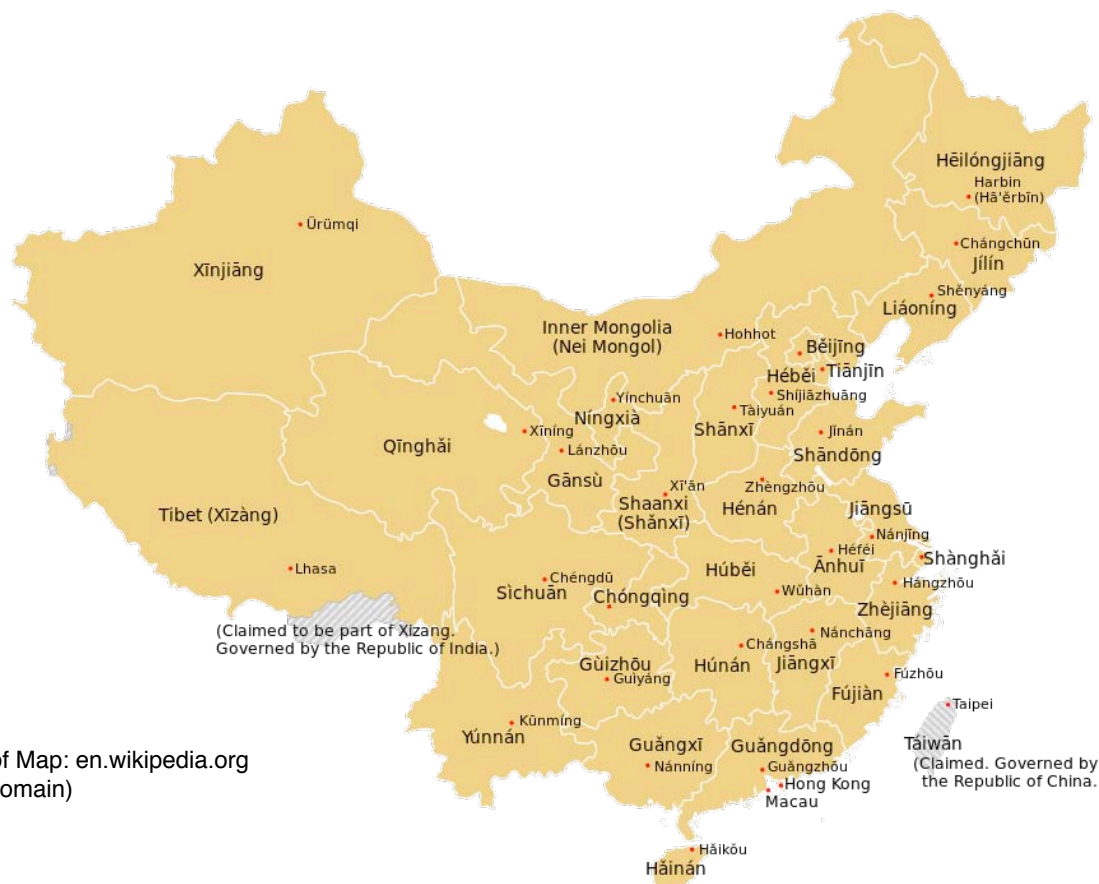 Hēilóngjiāng
Harbin
(Hā'ěrbīn)
Ürümqi
Chángchūn
Xīnjiāng
Jílín
Shěnyáng
Liáoníng
Inner Mongolia
(Nei Mongol)
Hohhot
Běijīng
Héběi
Tiānjīn
Shíjiāzhuāng
Yínchuān
Tàiyuán
Níngxià
Xīníng
Shānxī
Jǐnán
Qīnghǎi
Lánzhōu
Shāndōng
Gānsù
Xī'ān
Zhèngzhōu
Shaanxi
(Shǎnxī)
Hénán
Jiāngsū
Tibet (Xīzàng)
Nánjīng
Héféi
Shànghǎi
Ānhuī
Lhasa
Húběi
Chéngdū
Hángzhōu
Sìchuān
Chóngqìng
Wǔhàn
Zhèjiāng
(Claimed to be part of Xizang.
Governed by the Republic of India.)
Nánchāng
Chángshā
Gùizhōu
Húnán
Jiāngxī
Guìyáng
Fúzhōu
Fújiàn
Taipei
Kūnmíng
Yúnnán
Guǎngxī
Guǎngdōng
Táiwān
(Claimed. Governed by
the Republic of China.
Nánníng
Guǎngzhōu
Hong Kong
Macau
of Map: en.wikipedia.org
omain)
Hǎikǒu
Hǎinán